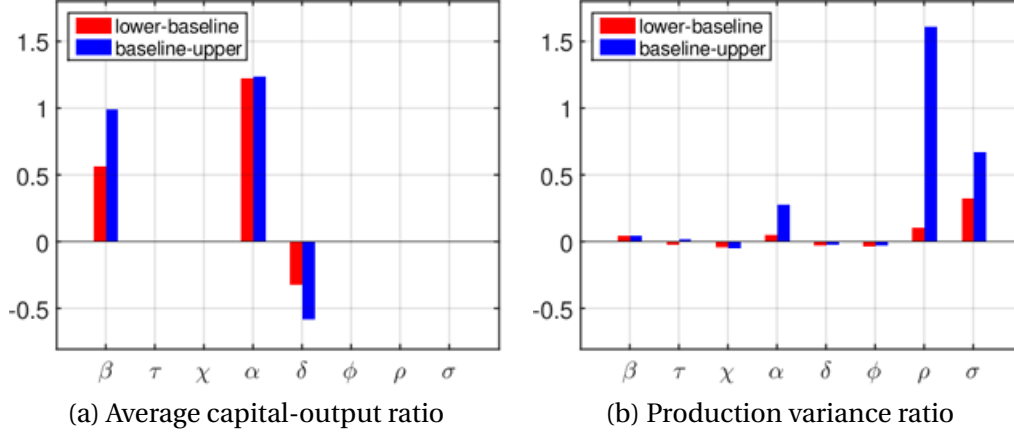 lower-baseline
baseline-upper
1.5
1
0.5
0
-0.5
β τ χ α δ ϕ ρ σ
(a) Average capital-output ratio
lower-baseline
baseline-upper
1.5
1
0.5
0
-0.5
β τ χ α δ ϕ ρ σ
(b) Production variance ratio